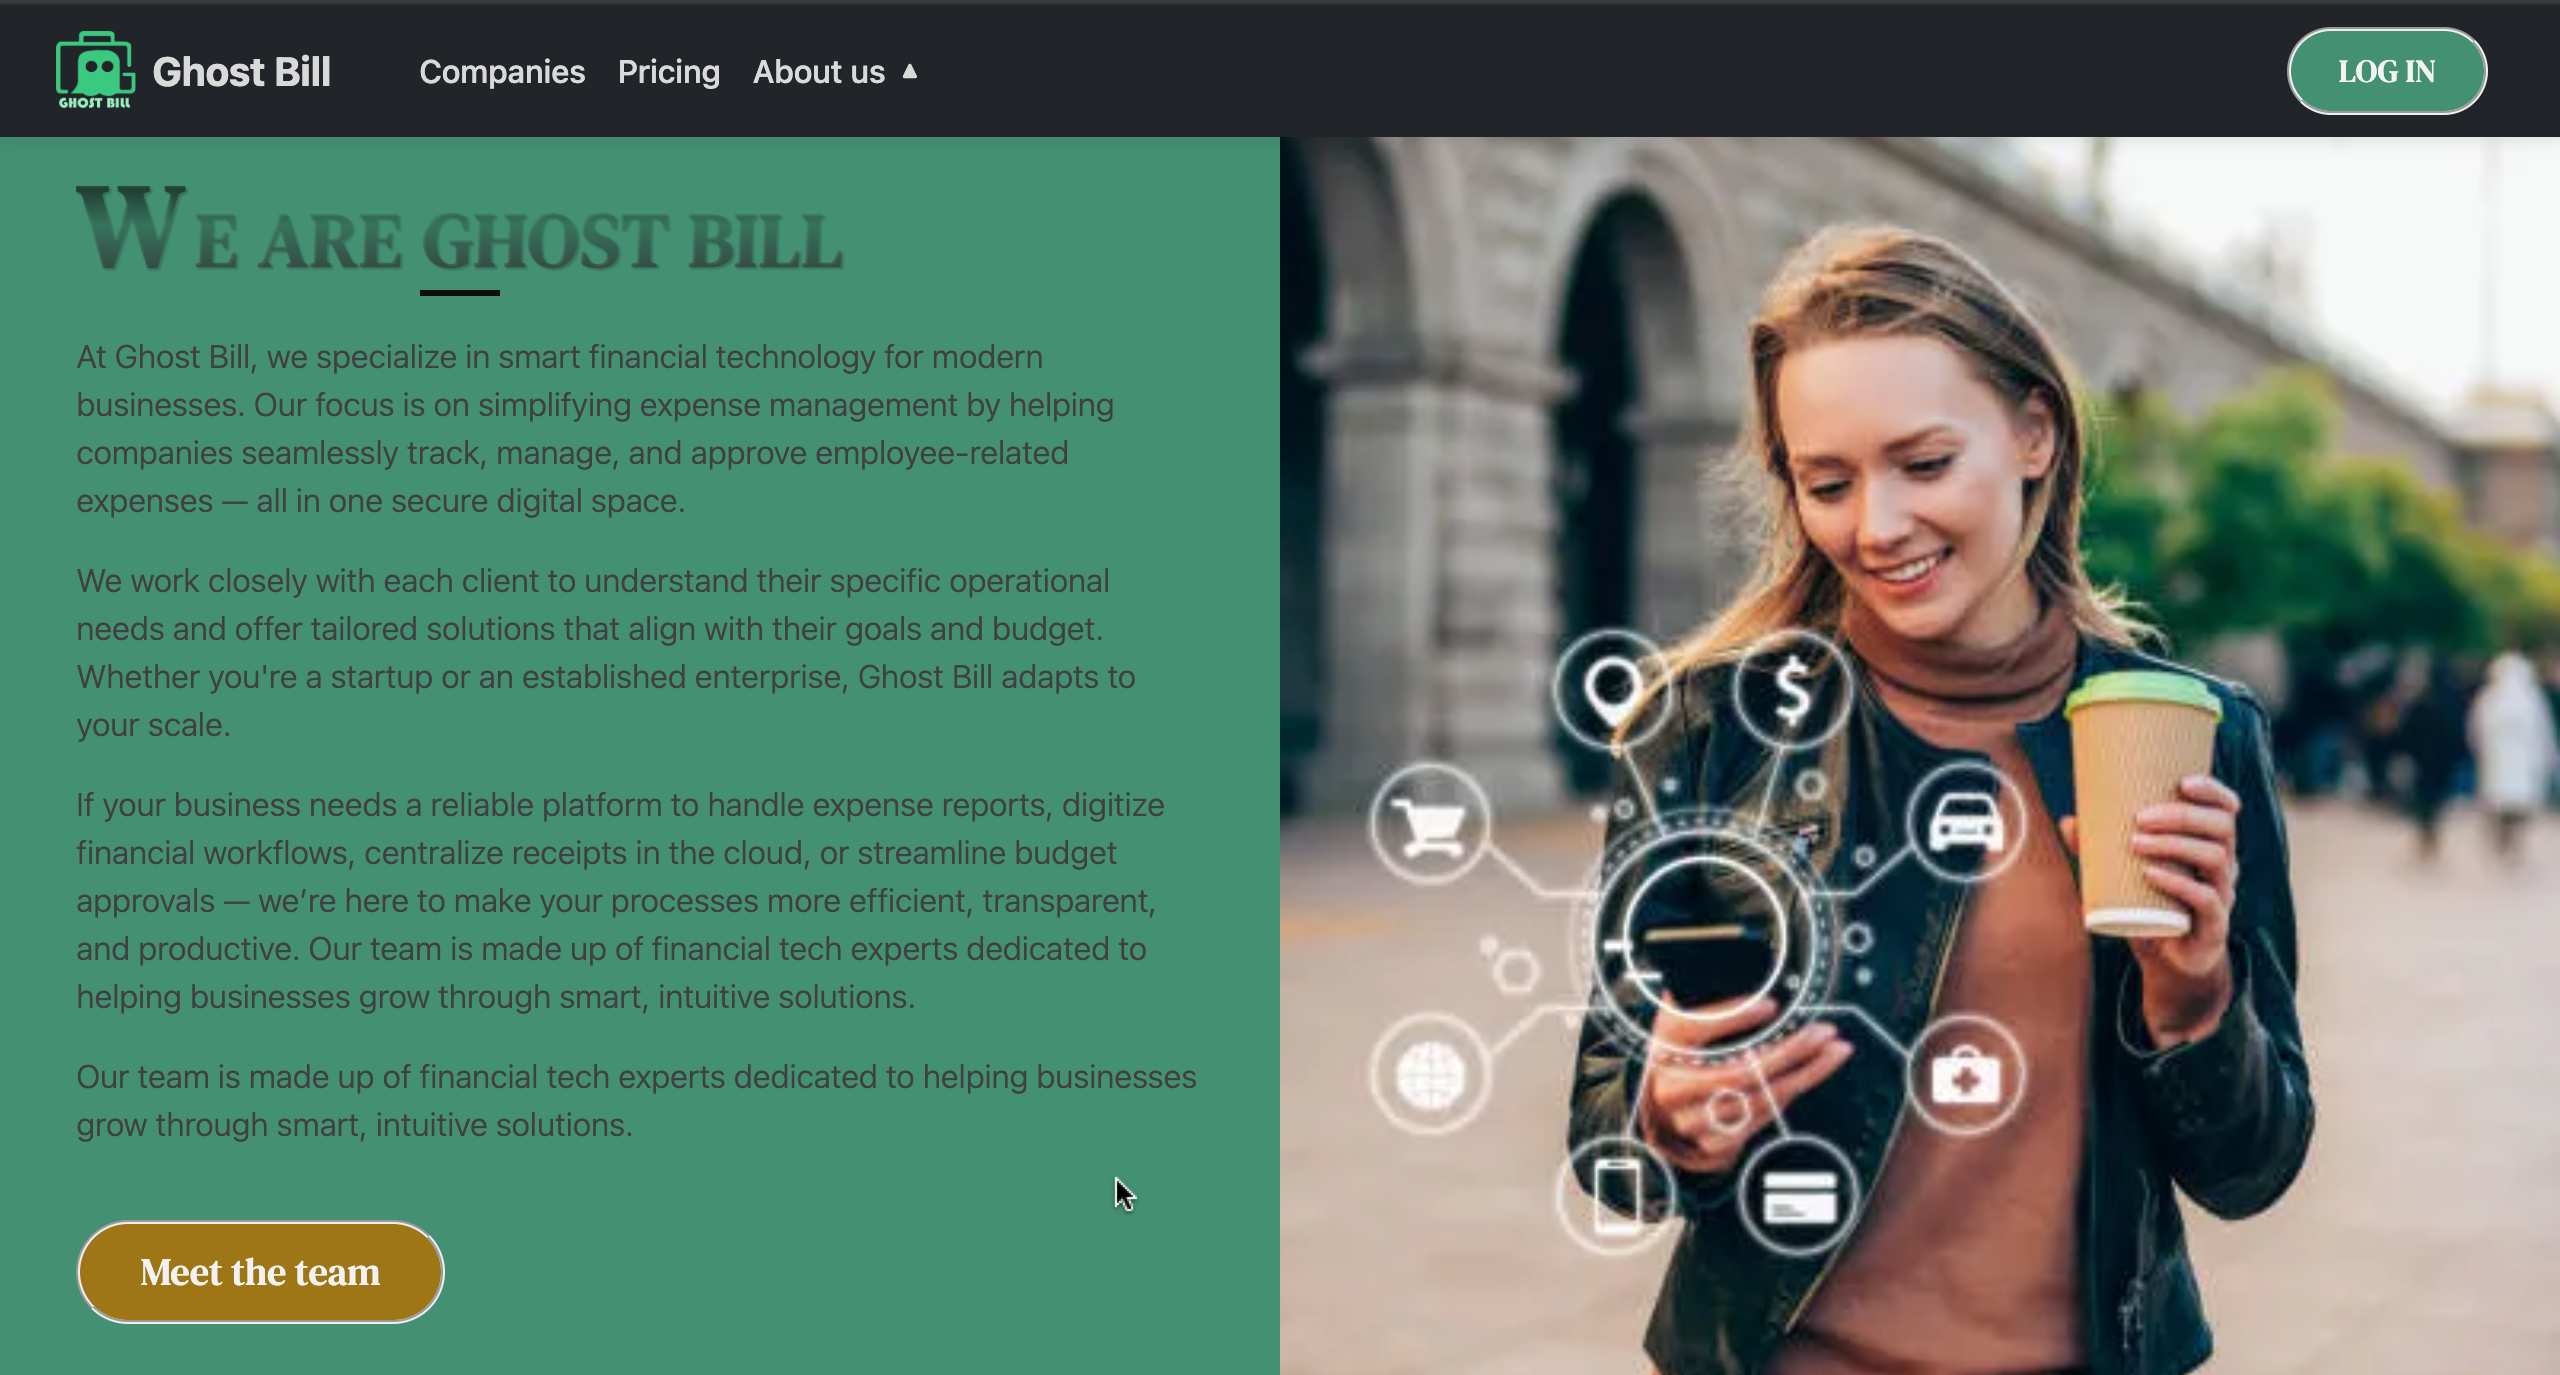 GHOST BILL
Ghost Bill
Companies
Pricing
About us
LOG IN
WE ARE GHOST BILL
At Ghost Bill, we specialize in smart financial technology for modern
businesses. Our focus is on simplifying expense management by helping
companies seamlessly track, manage, and approve employee-related
expenses — all in one secure digital space.
We work closely with each client to understand their specific operational
needs and offer tailored solutions that align with their goals and budget.
Whether you're a startup or an established enterprise, Ghost Bill adapts to
your scale.
If your business needs a reliable platform to handle expense reports, digitize
financial workflows, centralize receipts in the cloud, or streamline budget
approvals — we’re here to make your processes more efficient, transparent,
and productive. Our team is made up of financial tech experts dedicated to
helping businesses grow through smart, intuitive solutions.
Our team is made up of financial tech experts dedicated to helping businesses
grow through smart, intuitive solutions.
Meet the team
$